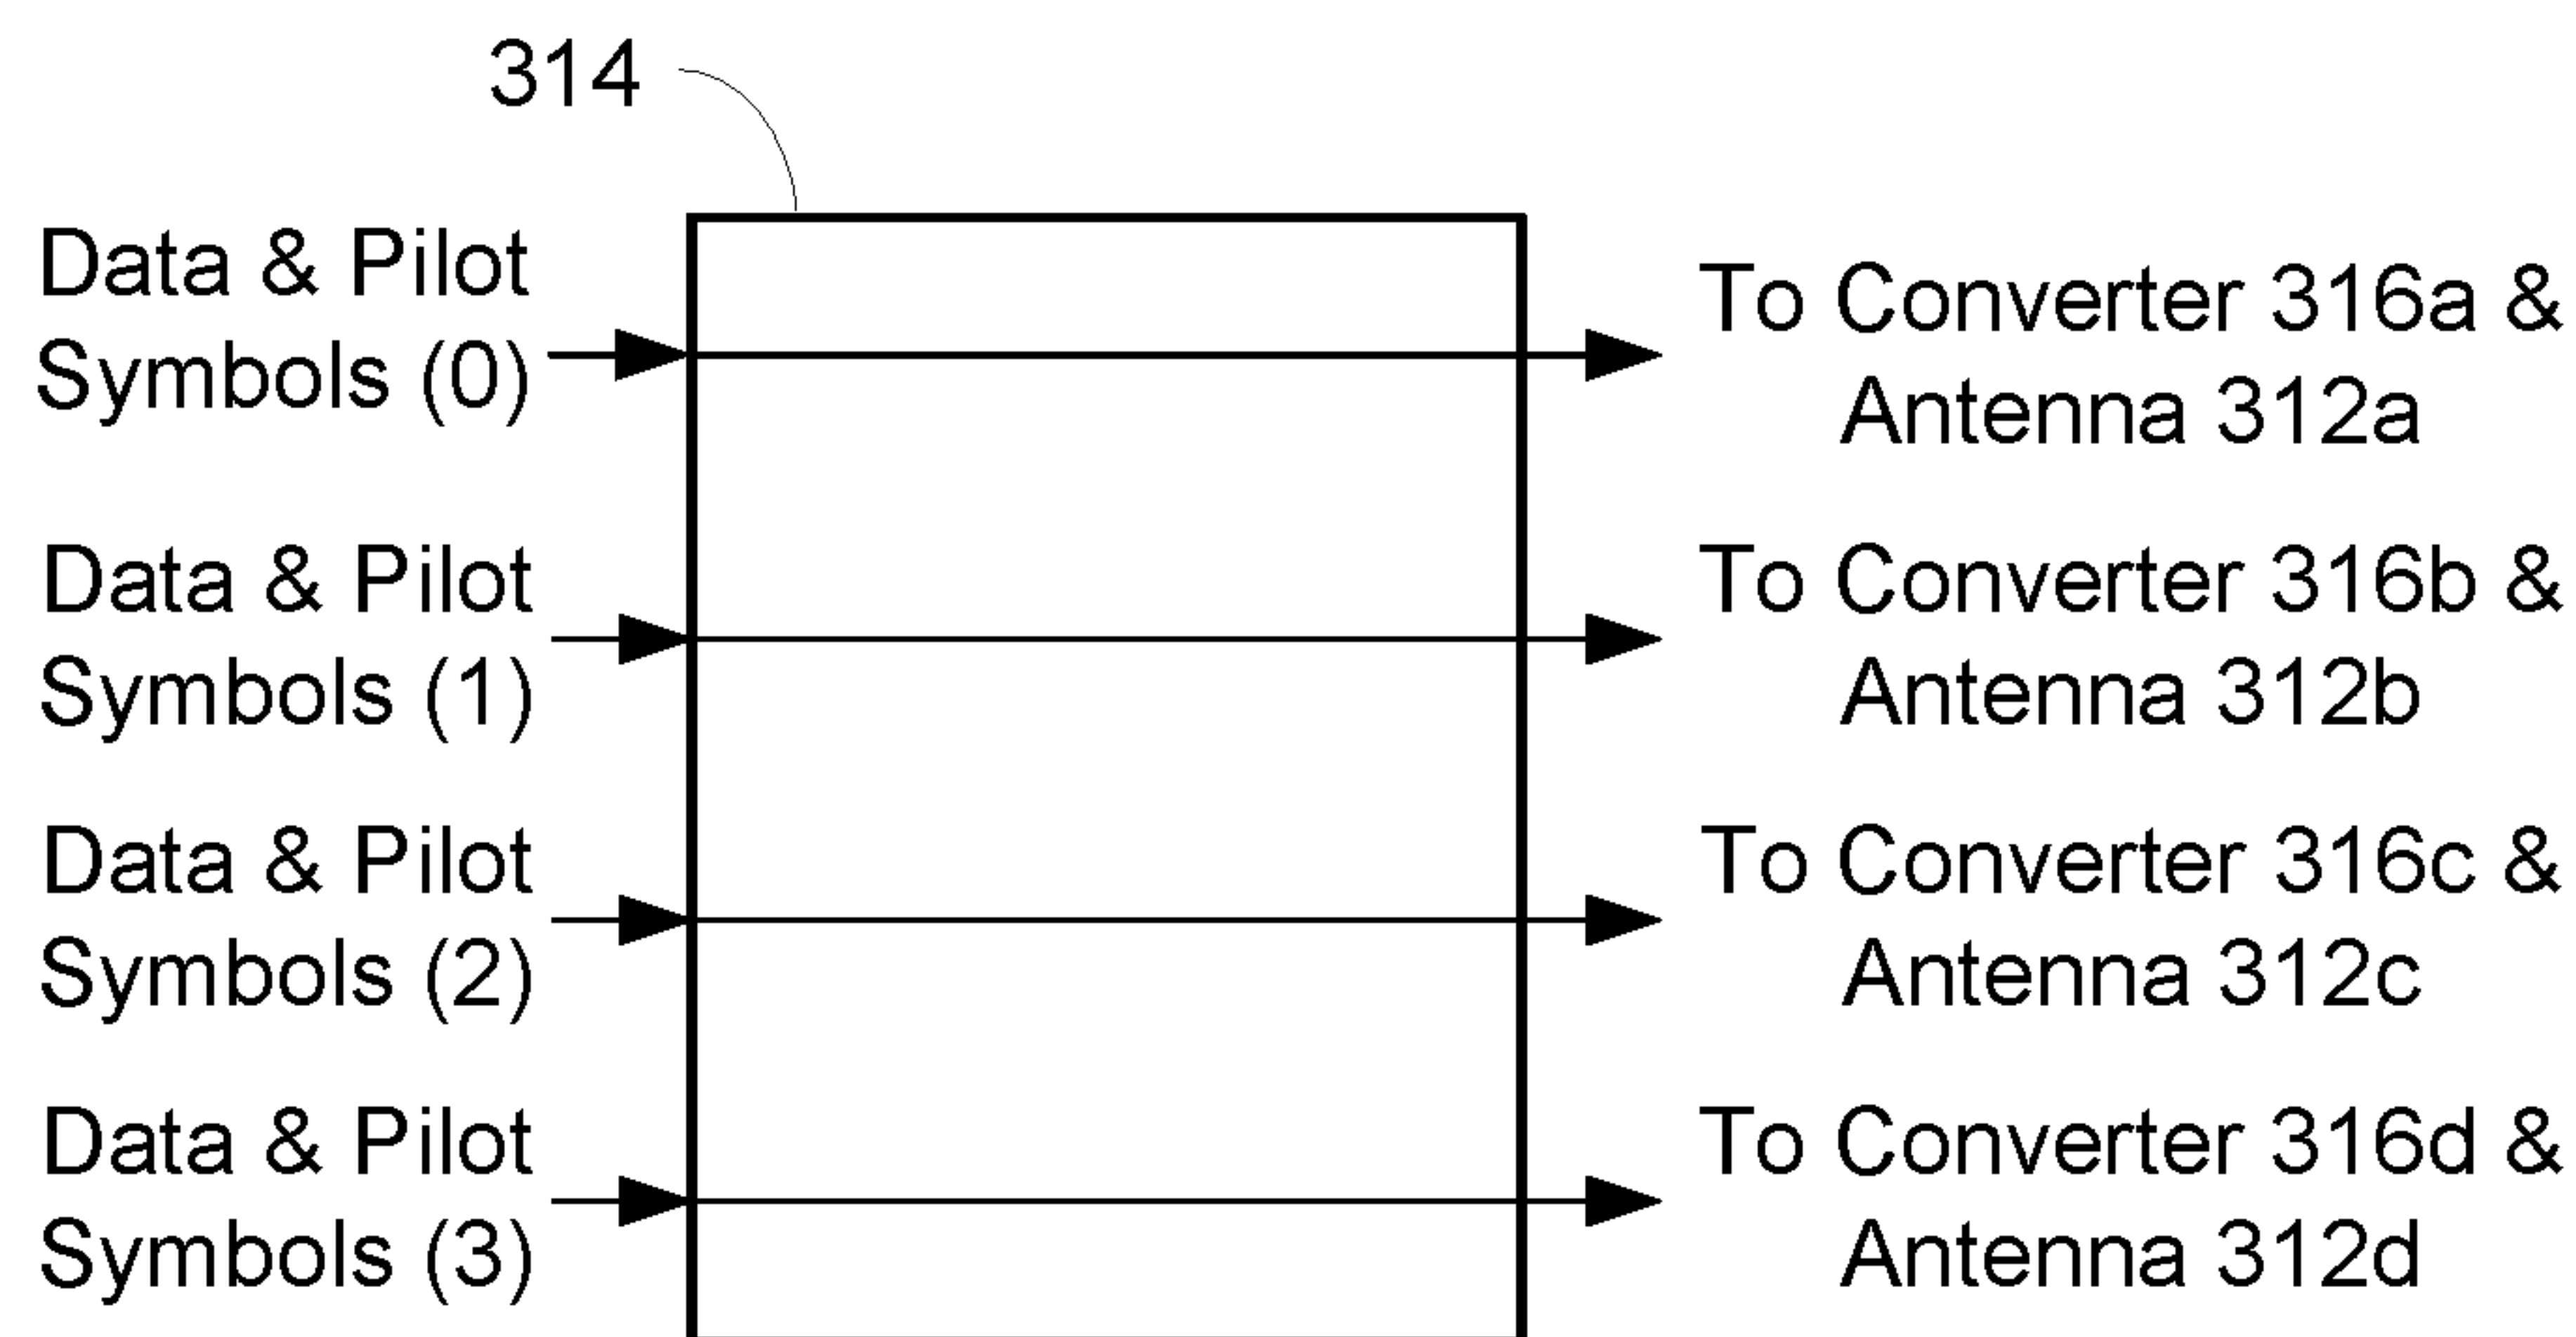 314
Data & Pilot
Symbols (0)
To Converter 316a &
Antenna 312a
Data & Pilot
Symbols (1)
To Converter 316b &
Antenna 312b
Data & Pilot
Symbols (2)
To Converter 316c &
Antenna 312c
Data & Pilot
Symbols (3)
To Converter 316d &
Antenna 312d